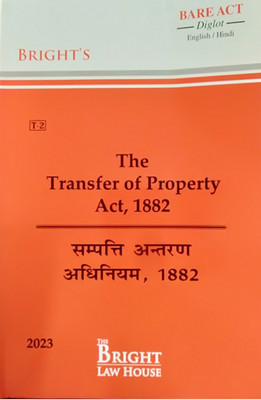 BARE ACT
Diglot
English / Hindi
BRIGHT'S
T-2
The
Transfer of Property
Act, 1882
सम्पत्ति अन्तरण
अधिनियम, 1882
2023
THE
BRIGHT
LAW HOUSE